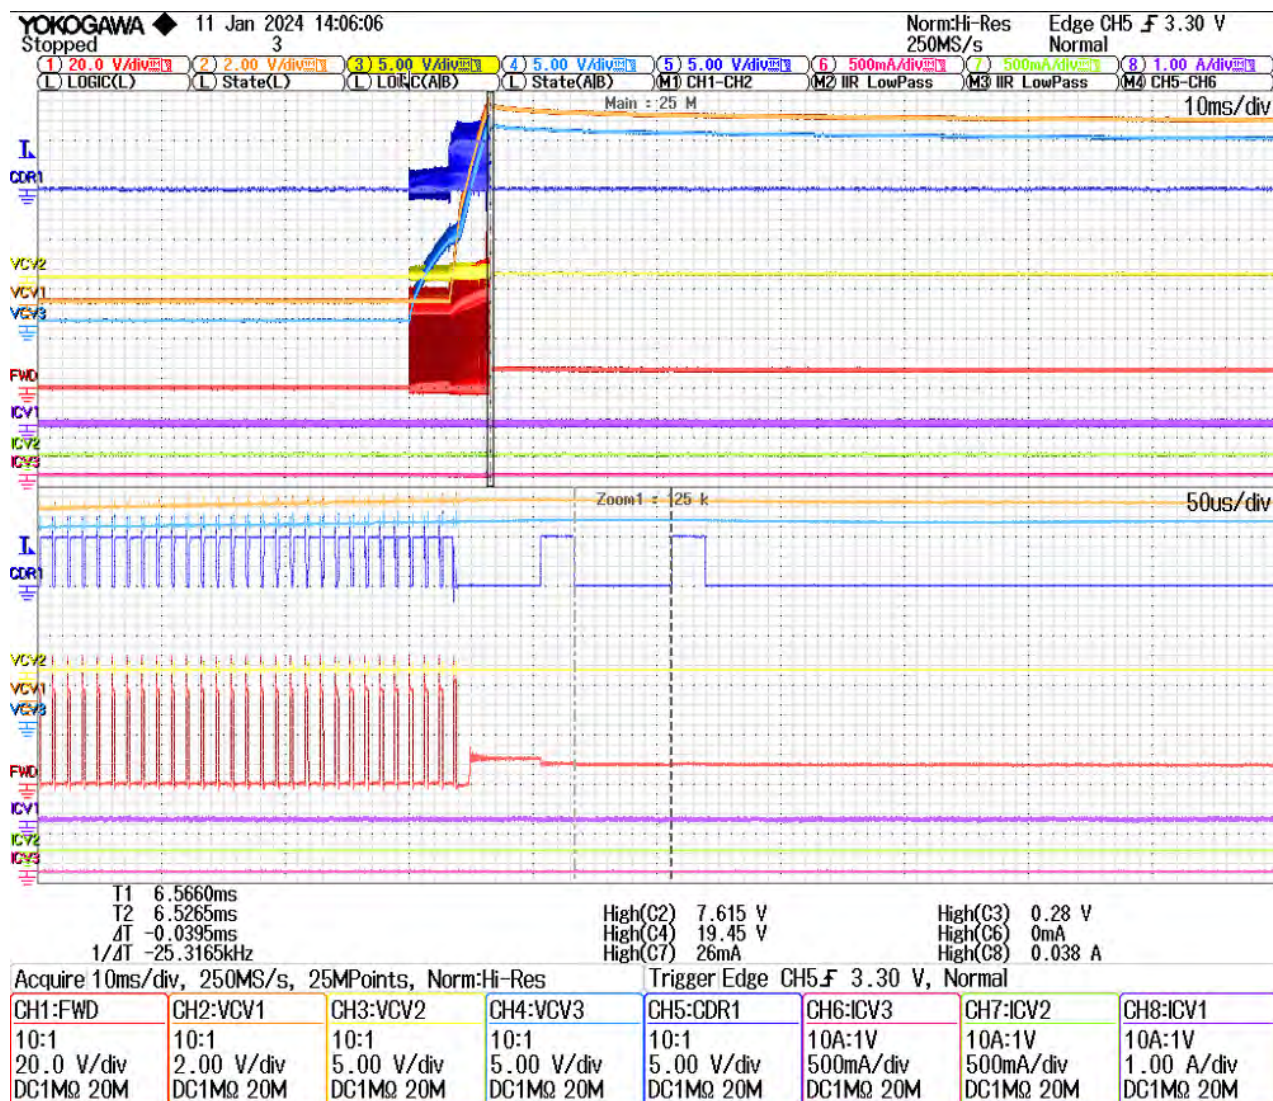 YOKOGAWA ◆ 11 Jan 2024 14:06:06 Norm:Hi-Res Edge CH5 3.30 V
Stopped 3 250MS/s Normal
1 20.0 V/div 2 2.00 V/div 3 5.00 V/div 4 5.00 V/div 5 5.00 V/div 6 500mA/div 7 500mA/div 8 1.00 A/div
L LOGIC(L) L State(L) L LOGIC(A|B) L State(A|B) M1 CH1-CH2 M2 IIR LowPass M3 IIR LowPass M4 CH5-CH6
Main : 25 M 10ms/div
CDR1
VCV2
VCV1
VCV3
FWD
ICV1
ICV2
ICV3
Zoom1 : 25 k 50us/div
CDR1
VCV2
VCV1
VCV3
FWD
ICV1
ICV2
ICV3
T1 6.5660ms
T2 6.5265ms High(C2) 7.615 V High(C3) 0.28 V
ΔT -0.0395ms High(C4) 19.45 V High(C6) 0mA
1/ΔT -25.3165kHz High(C7) 26mA High(C8) 0.038 A
Acquire 10ms/div, 250MS/s, 25MPoints, Norm:Hi-Res Trigger Edge CH5 3.30 V, Normal
CH1:FWD CH2:VCV1 CH3:VCV2 CH4:VCV3 CH5:CDR1 CH6:ICV3 CH7:ICV2 CH8:ICV1
10:1 10:1 10:1 10:1 10:1 10A:1V 10A:1V 10A:1V
20.0 V/div 2.00 V/div 5.00 V/div 5.00 V/div 5.00 V/div 500mA/div 500mA/div 1.00 A/div
DC1MΩ 20M DC1MΩ 20M DC1MΩ 20M DC1MΩ 20M DC1MΩ 20M DC1MΩ 20M DC1MΩ 20M DC1MΩ 20M